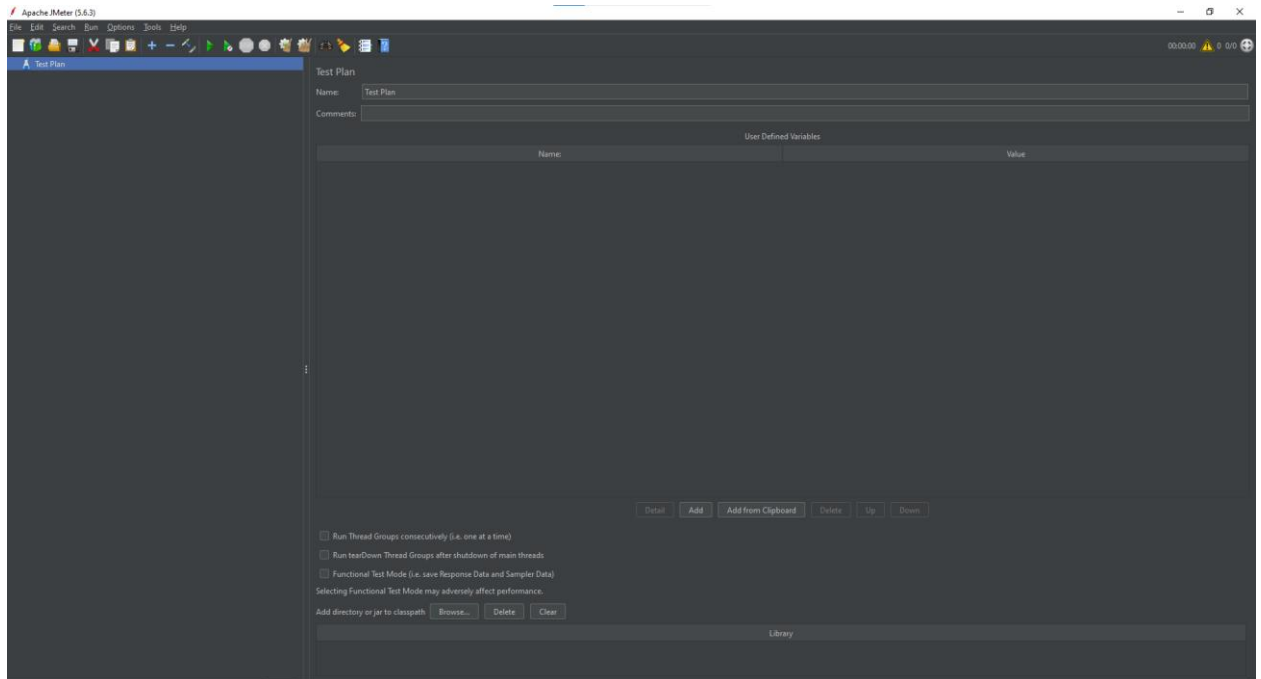 Apache JMeter (5.6.3)
File Edit Search Run Options Tools Help
00:00:00 0 0/0
Test Plan
Test Plan
Name: Test Plan
Comments:
User Defined Variables
Name: Value
Detail Add Add from Clipboard Delete Up Down
Run Thread Groups consecutively (i.e. one at a time)
Run tearDown Thread Groups after shutdown of main threads
Functional Test Mode (i.e. save Response Data and Sampler Data)
Selecting Functional Test Mode may adversely affect performance.
Add directory or jar to classpath Browse... Delete Clear
Library